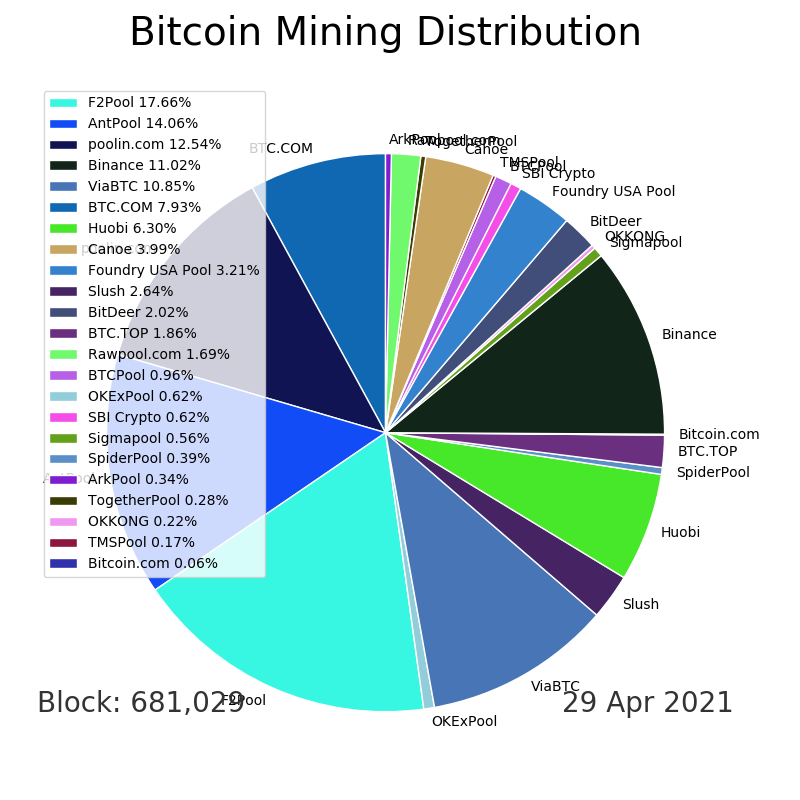 Bitcoin Mining Distribution
F2Pool 17.66%
AntPool 14.06%
poolin.com 12.54%
Binance 11.02%
ViaBTC 10.85%
BTC.COM 7.93%
Huobi 6.30%
Canoe 3.99%
Foundry USA Pool 3.21%
Slush 2.64%
BitDeer 2.02%
BTC.TOP 1.86%
Rawpool.com 1.69%
BTCPool 0.96%
OKExPool 0.62%
SBI Crypto 0.62%
Sigmapool 0.56%
SpiderPool 0.39%
ArkPool 0.34%
TogetherPool 0.28%
OKKONG 0.22%
TMSPool 0.17%
Bitcoin.com 0.06%
BTC.COM
ArkPool
Rawpool.com
TogetherPool
Canoe
TMSPool
BTCPool
SBI Crypto
Foundry USA Pool
BitDeer
OKKONG
Sigmapool
Binance
Bitcoin.com
BTC.TOP
SpiderPool
Huobi
Slush
ViaBTC
OKExPool
F2Pool
Block: 681,029
29 Apr 2021